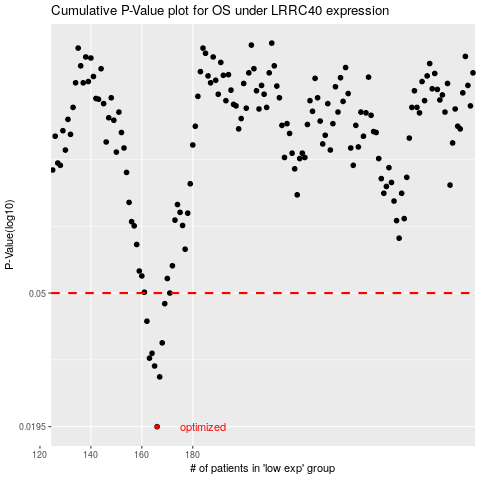 Cumulative P-Value plot for OS under LRRC40 expression
P-Value(log10)
0.05
0.0195
optimized
120 140 160 180
# of patients in 'low exp' group